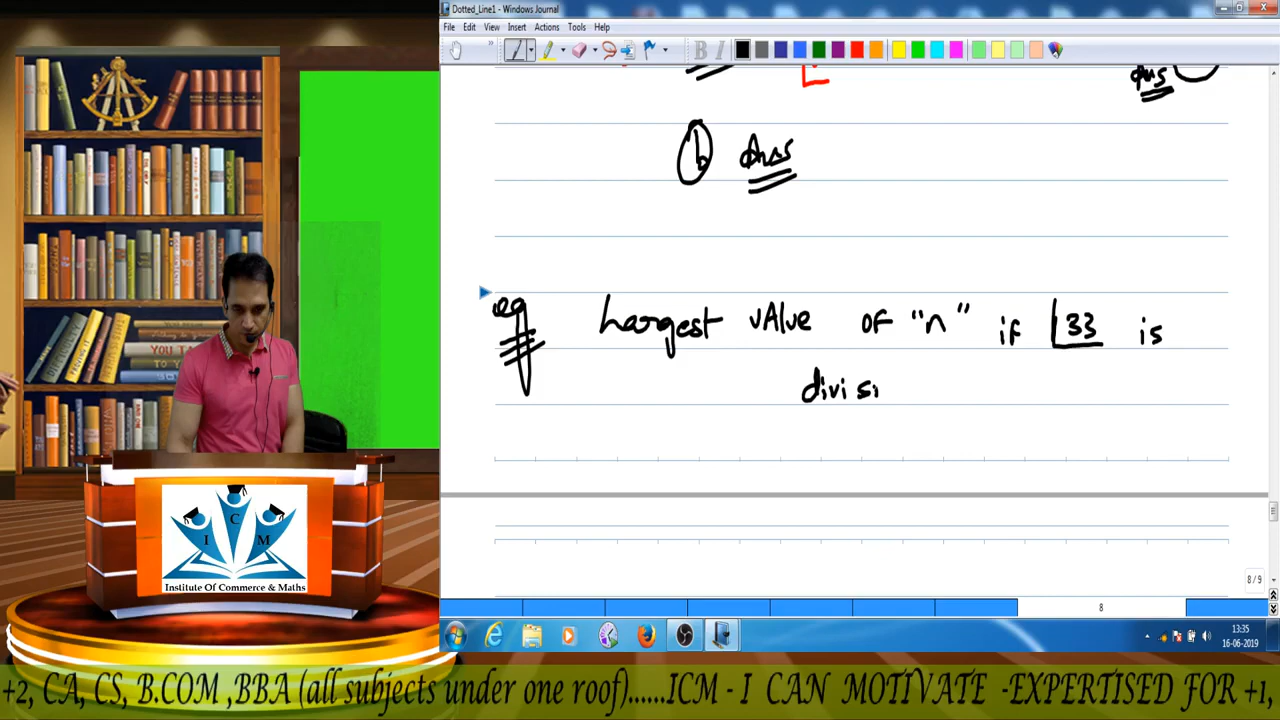 Dotted_Line1 - Windows Journal
File Edit View Insert Actions Tools Help
B I
Ans
b Ans
eg Largest vAlue of "n" if 33 is
divisi
C
I M
Institute Of Commerce & Maths
8/9
8
13:35
16-06-2019
+2, CA, CS, B.COM ,BBA (all subjects under one roof)......ICM - I CAN MOTIVATE -EXPERTISED FOR +1,